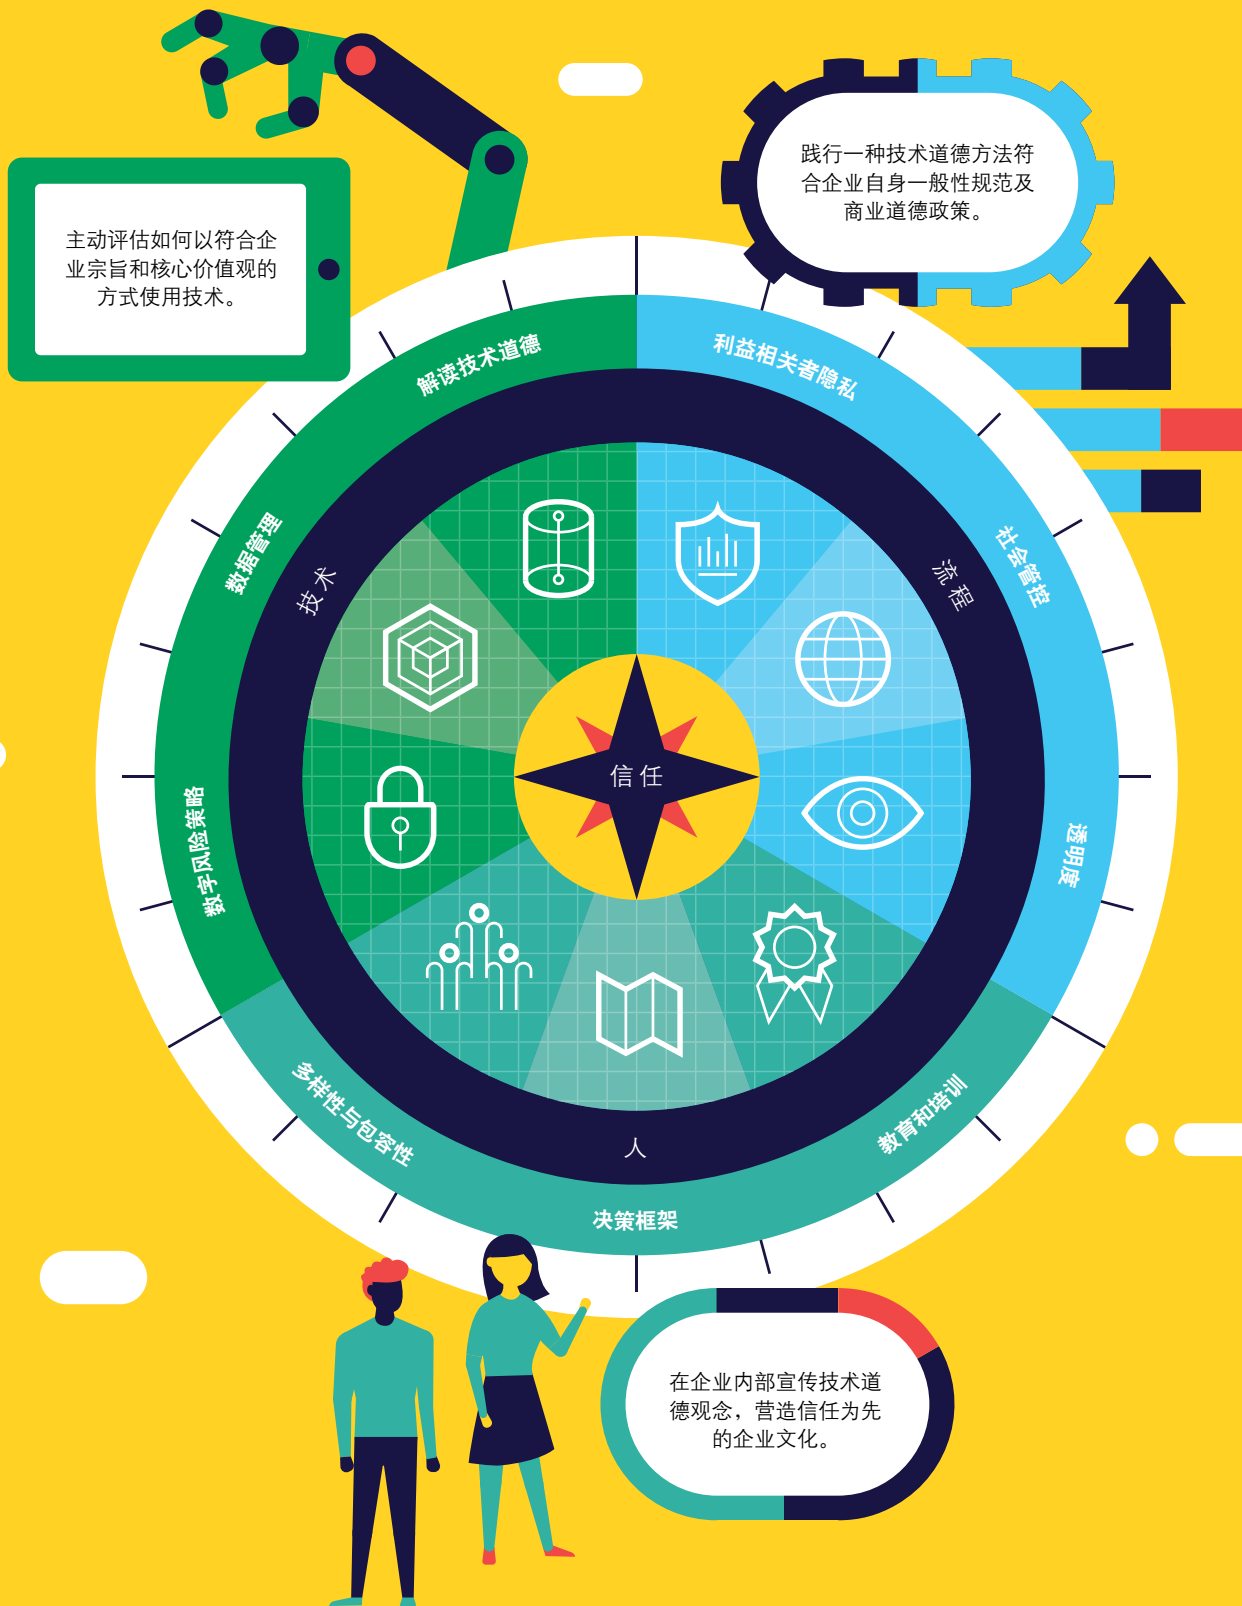 践行一种技术道德方法符
合企业自身一般性规范及
商业道德政策。
主动评估如何以符合企
业宗旨和核心价值观的
方式使用技术。
解读技术道德
利益相关者隐私
数据管理
社会管控
技术
流程
信任
数字风险策略
透明度
多样性与包容性
教育和培训
人
决策框架
在企业内部宣传技术道
德观念，营造信任为先
的企业文化。